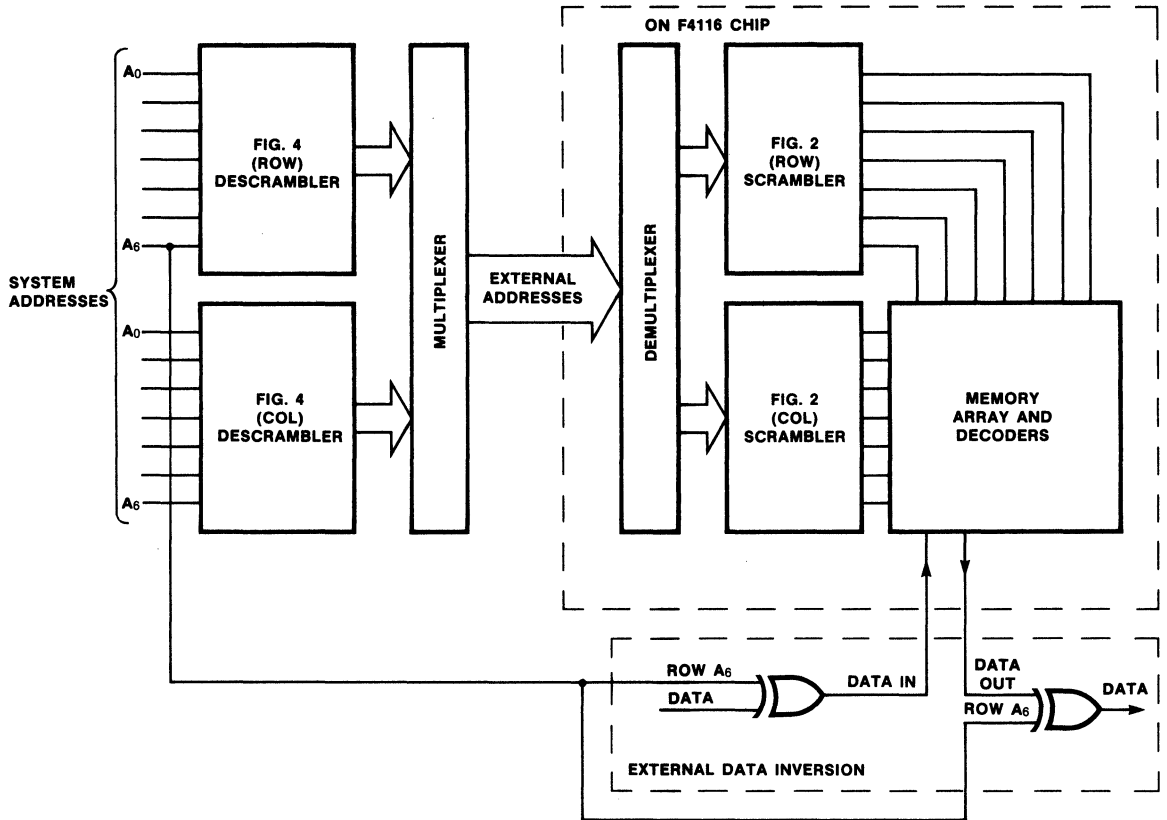 ON F4116 CHIP
A0
A6
FIG. 4
(ROW)
DESCRAMBLER
SYSTEM
ADDRESSES
A0
A6
FIG. 4
(COL)
DESCRAMBLER
MULTIPLEXER
EXTERNAL
ADDRESSES
DEMULTIPLEXER
FIG. 2
(ROW)
SCRAMBLER
FIG. 2
(COL)
SCRAMBLER
MEMORY
ARRAY AND
DECODERS
ROW A6
DATA
DATA IN
DATA
OUT
ROW A6
DATA
EXTERNAL DATA INVERSION